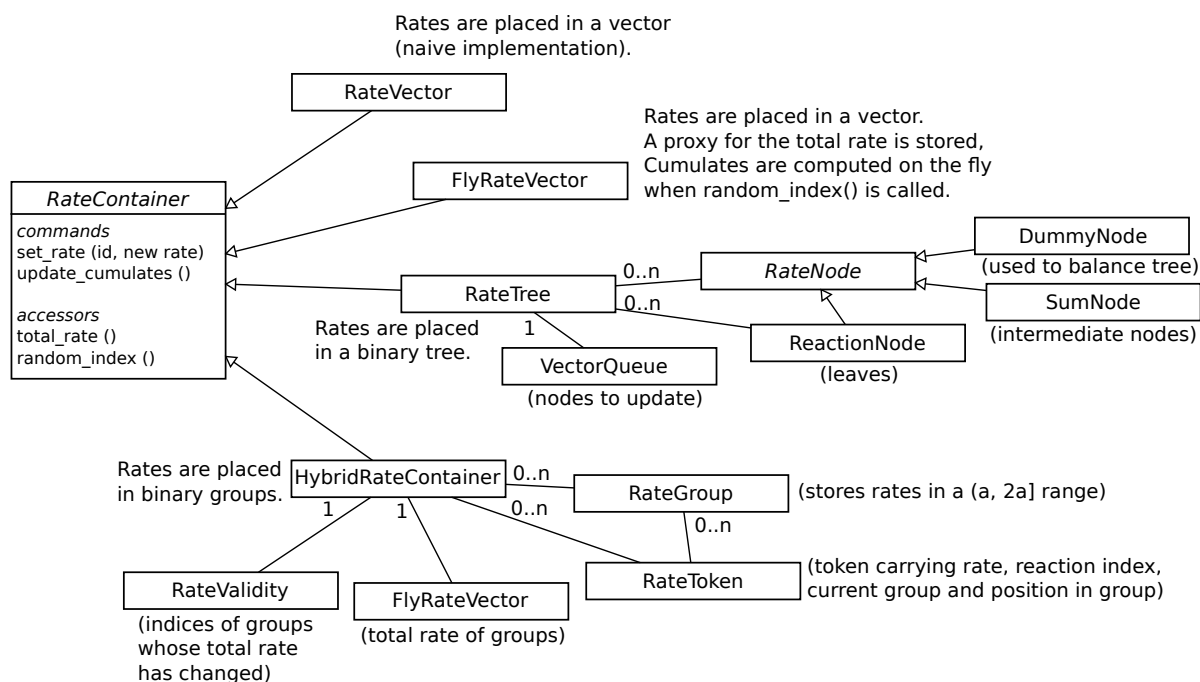 Rates are placed in a vector
(naive implementation).
RateVector
Rates are placed in a vector.
A proxy for the total rate is stored,
Cumulates are computed on the fly
when random_index() is called.
FlyRateVector
RateContainer
commands
set_rate (id, new rate)
update_cumulates ()
accessors
total_rate ()
random_index ()
DummyNode
(used to balance tree)
RateNode
0..n
RateTree
0..n
SumNode
(intermediate nodes)
Rates are placed
in a binary tree.
1
ReactionNode
(leaves)
VectorQueue
(nodes to update)
Rates are placed
in binary groups.
HybridRateContainer
0..n
RateGroup
(stores rates in a (a, 2a] range)
1
1
0..n
0..n
RateValidity
(indices of groups
whose total rate
has changed)
FlyRateVector
(total rate of groups)
RateToken
(token carrying rate, reaction index,
current group and position in group)